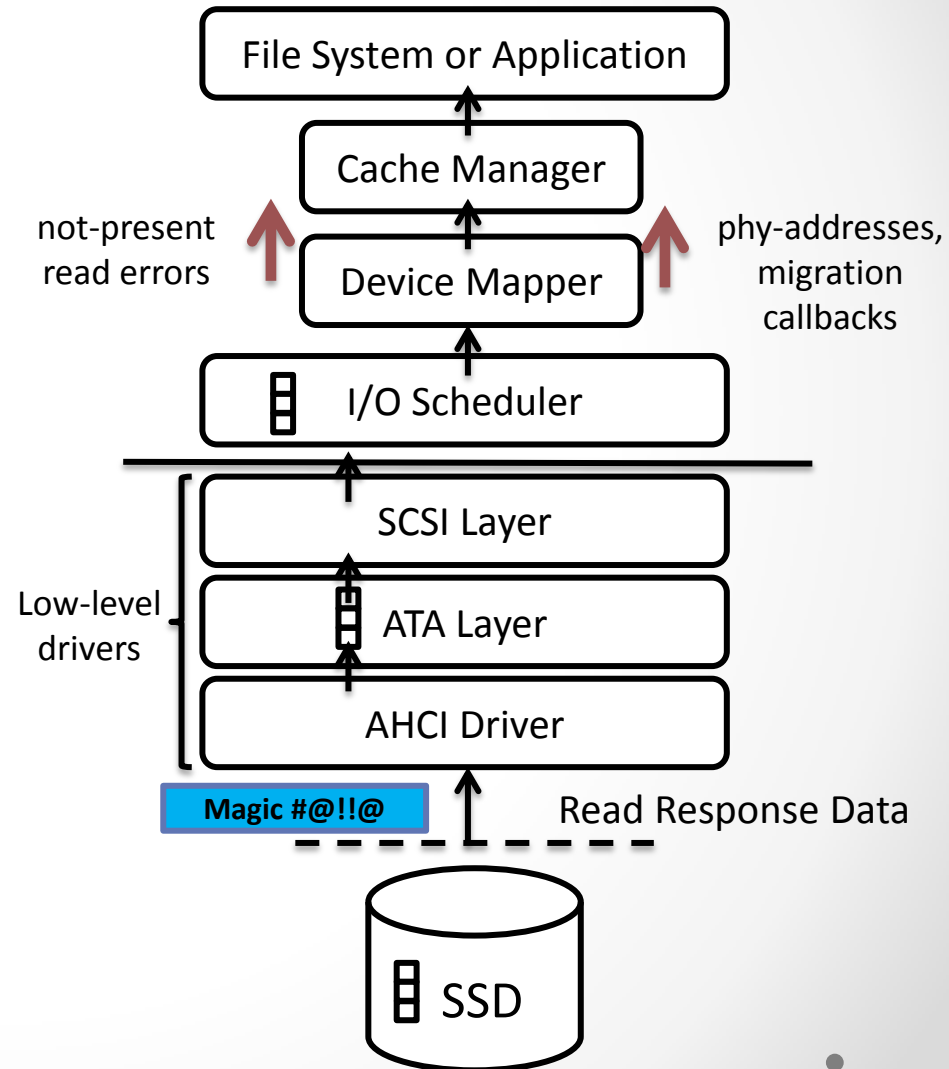 File System or Application
Cache Manager
not-present
read errors
phy-addresses,
migration
callbacks
Device Mapper
I/O Scheduler
SCSI Layer
Low-level
drivers
ATA Layer
AHCI Driver
Magic #@!!@
Read Response Data
SSD